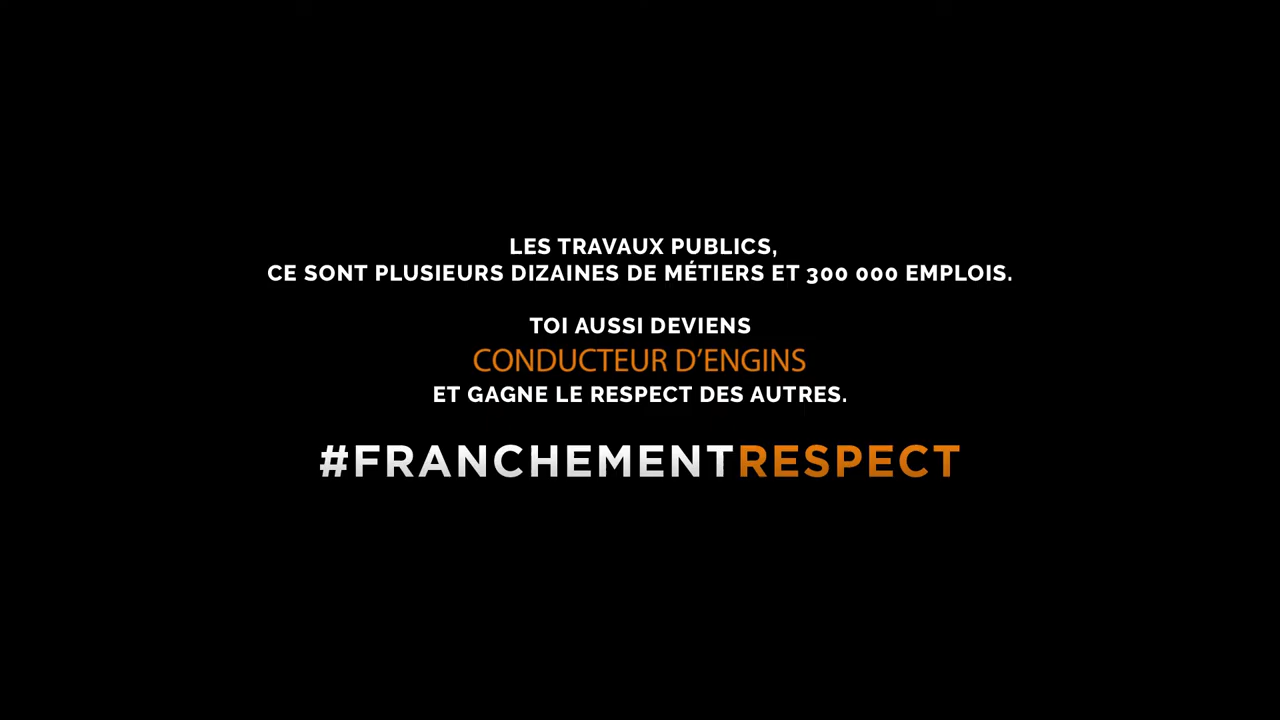 LES TRAVAUX PUBLICS,
CE SONT PLUSIEURS DIZAINES DE MÉTIERS ET 300 000 EMPLOIS.
TOI AUSSI DEVIENS
CONDUCTEUR D’ENGINS
ET GAGNE LE RESPECT DES AUTRES.
#FRANCHEMENTRESPECT